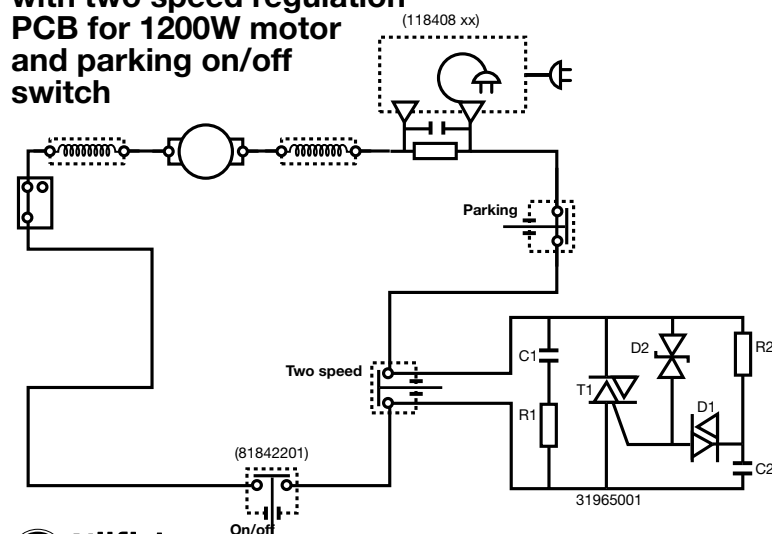 with two speed regulation
PCB for 1200W motor
and parking on/off
switch
(118408 xx)
Parking
Two speed
C1
R1
T1
D2
D1
R2
C2
31965001
(81842201)
On/off